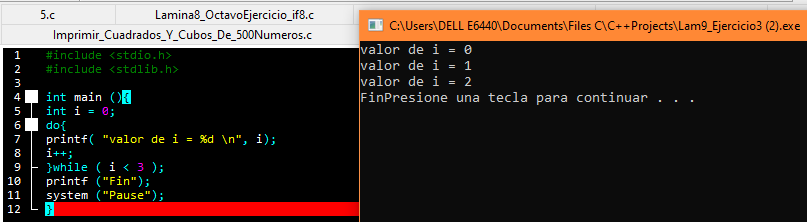 5.c
Lamina8_OctavoEjercicio_if8.c
Imprimir_Cuadrados_Y_Cubos_De_500Numeros.c
1 #include <stdio.h>
2 #include <stdlib.h>
3
4 int main (){
5 int i = 0;
6 do{
7 printf( "valor de i = %d \n", i);
8 i++;
9 }while ( i < 3 );
10 printf ("Fin");
11 system ("Pause");
12 }
C:\Users\DELL E6440\Documents\Files C\C++Projects\Lam9_Ejercicio3 (2).exe
valor de i = 0
valor de i = 1
valor de i = 2
FinPresione una tecla para continuar . . .